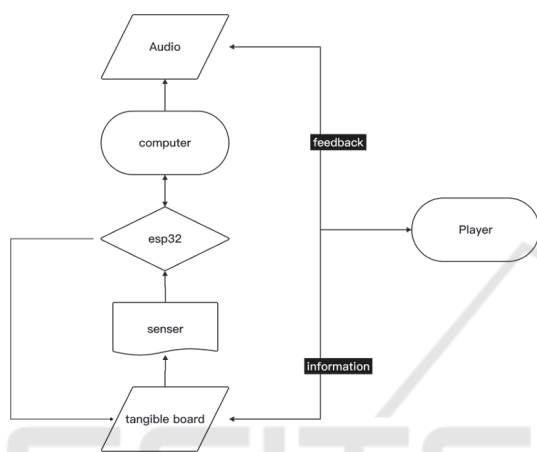 Audio
computer
feedback
esp32
Player
senser
information
tangible board